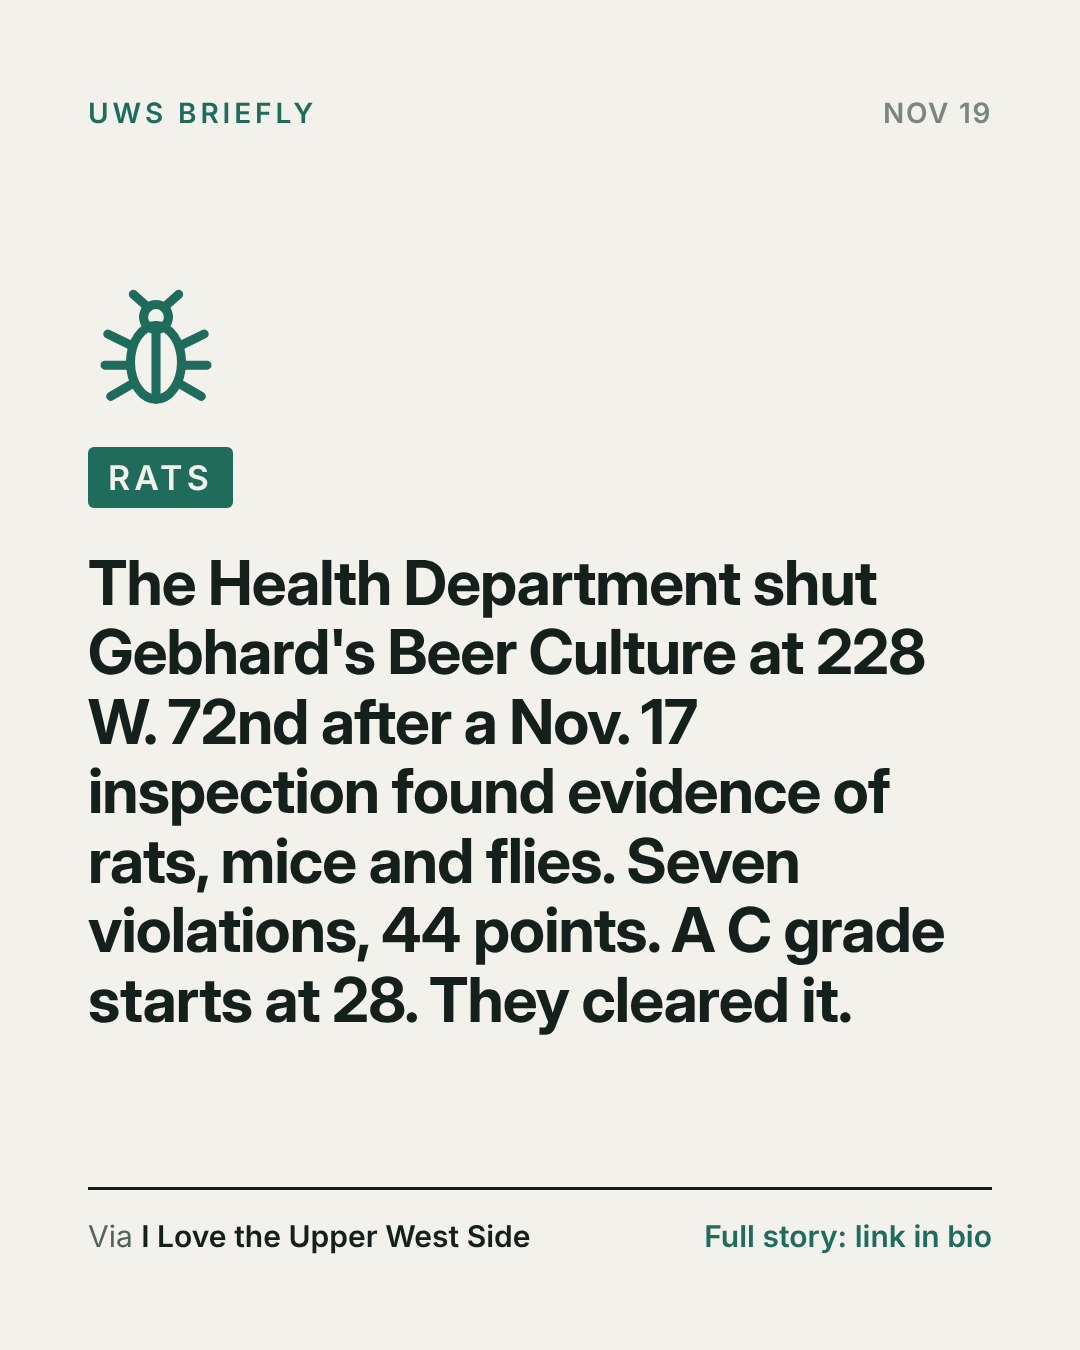 UWS BRIEFLY
NOV 19
RATS
The Health Department shut
Gebhard's Beer Culture at 228
W. 72nd after a Nov. 17
inspection found evidence of
rats, mice and flies. Seven
violations, 44 points. A C grade
starts at 28. They cleared it.
Via I Love the Upper West Side
Full story: link in bio